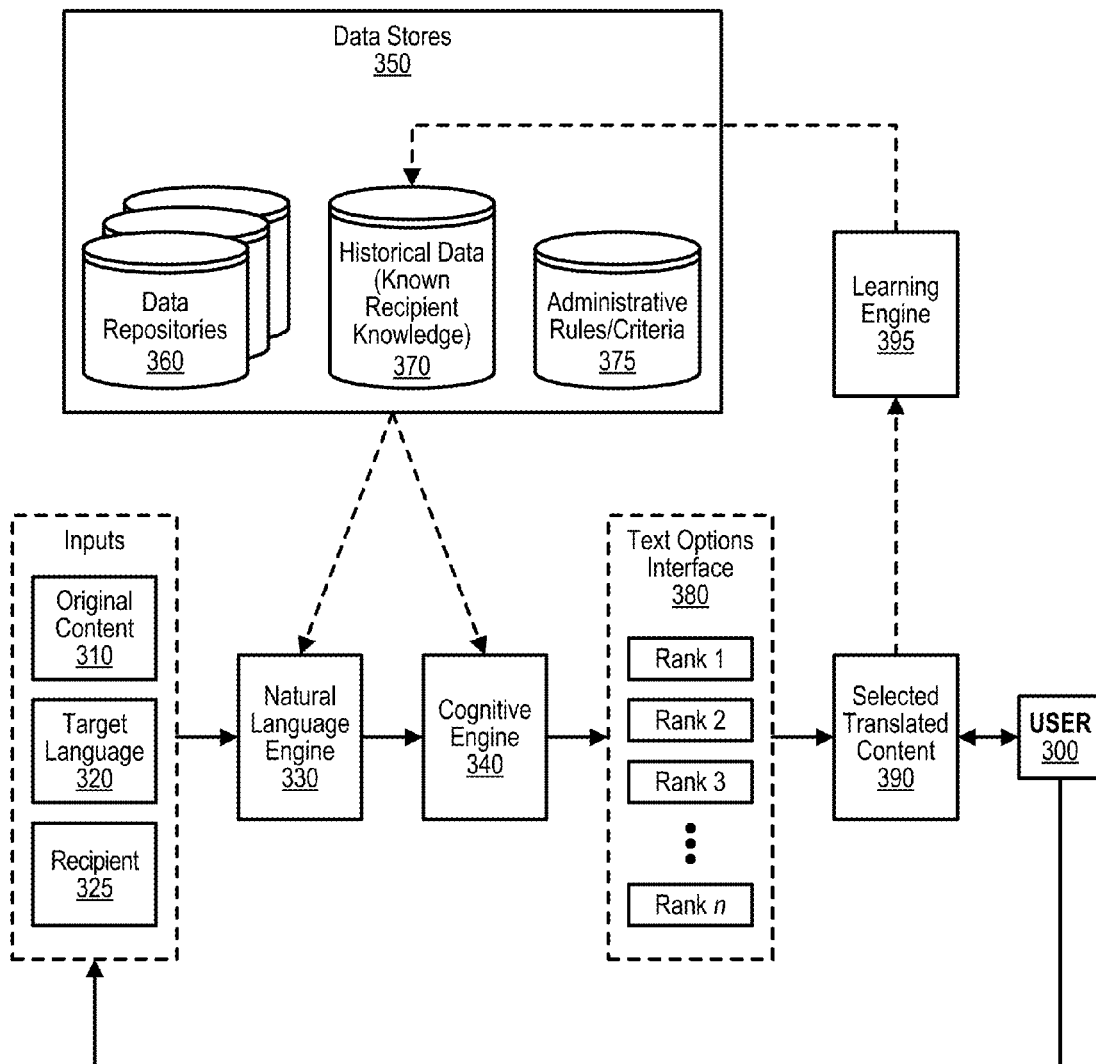 Data Stores
350
Data
Repositories
360
Historical Data
(Known
Recipient
Knowledge)
370
Administrative
Rules/Criteria
375
Learning
Engine
395
Inputs
Original
Content
310
Target
Language
320
Recipient
325
Natural
Language
Engine
330
Cognitive
Engine
340
Text Options
Interface
380
Rank 1
Rank 2
Rank 3
Rank n
Selected
Translated
Content
390
USER
300